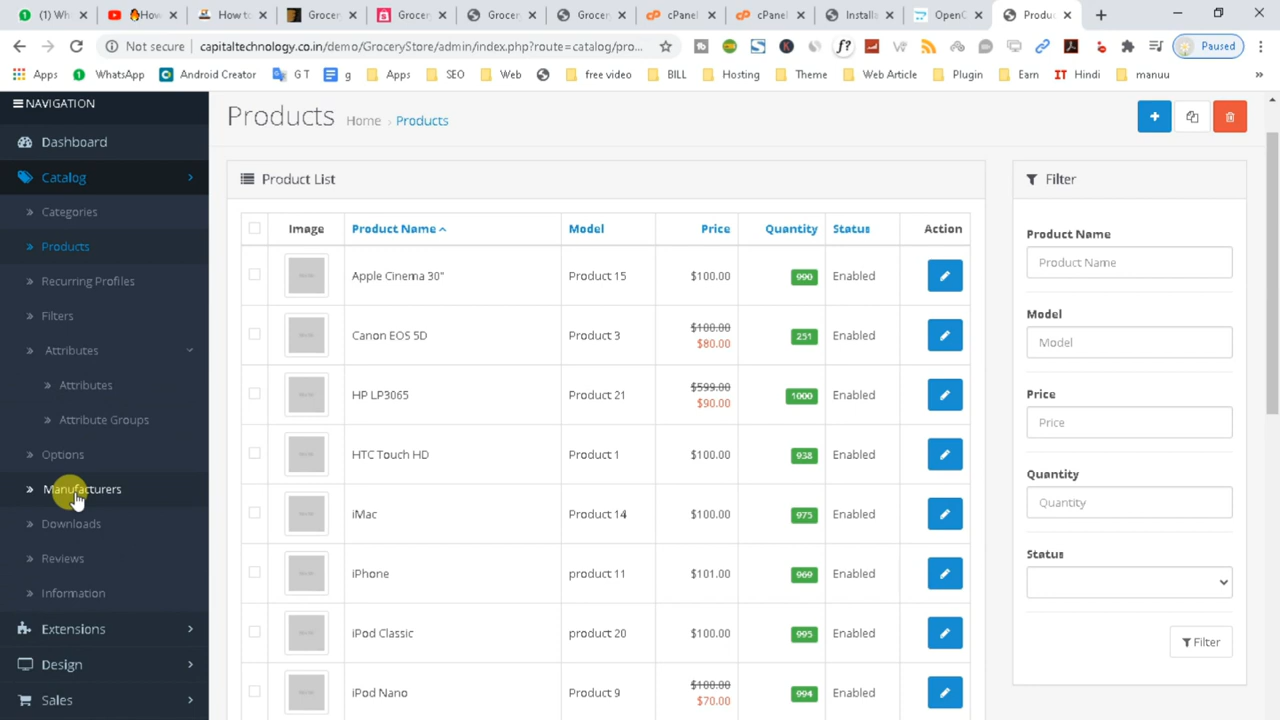 (1) Wha
🔥How
How to
Grocer
Grocer
Grocer
Grocer
cPanel
cPanel
Installa
OpenC
Produ
Not secure
capitaltechnology.co.in/demo/GroceryStore/admin/index.php?route=catalog/pro...
Paused
Apps
WhatsApp
Android Creator
G T
g
Apps
SEO
Web
free video
BILL
Hosting
Theme
Web Article
Plugin
Earn
IT Hindi
manuu
»
NAVIGATION
Dashboard
Catalog
Categories
Products
Recurring Profiles
Filters
Attributes
Attributes
Attribute Groups
Options
Manufacturers
Downloads
Reviews
Information
Extensions
Design
Sales
Products Home › Products
Product List
Image Product Name Model Price Quantity Status Action
Apple Cinema 30" Product 15 $100.00 990 Enabled
Canon EOS 5D Product 3 $100.00 $80.00 251 Enabled
HP LP3065 Product 21 $599.00 $90.00 1000 Enabled
HTC Touch HD Product 1 $100.00 938 Enabled
iMac Product 14 $100.00 975 Enabled
iPhone product 11 $101.00 969 Enabled
iPod Classic product 20 $100.00 995 Enabled
iPod Nano Product 9 $100.00 $70.00 994 Enabled
Filter
Product Name
Product Name
Model
Model
Price
Price
Quantity
Quantity
Status
Filter